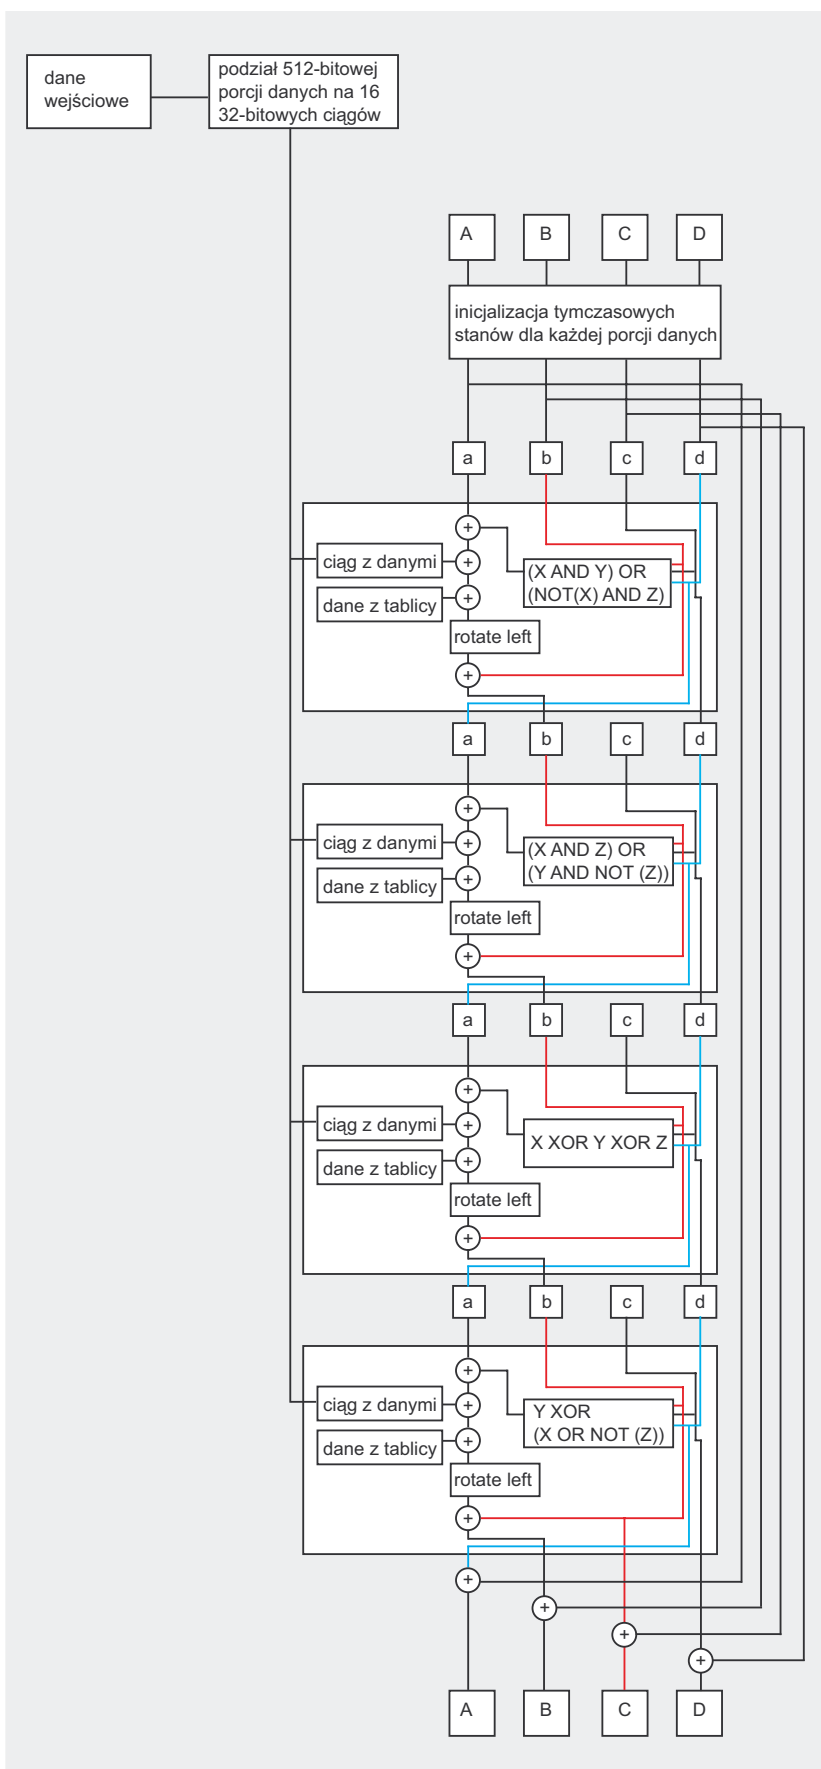 dane
wejściowe
podział 512-bitowej
porcji danych na 16
32-bitowych ciągów
A B C D
inicjalizacja tymczasowych
stanów dla każdej porcji danych
a b c d
+
ciąg z danymi +
(X AND Y) OR
(NOT(X) AND Z)
dane z tablicy +
rotate left
+
a b c d
+
ciąg z danymi +
(X AND Z) OR
(Y AND NOT (Z))
dane z tablicy +
rotate left
+
a b c d
+
ciąg z danymi +
X XOR Y XOR Z
dane z tablicy +
rotate left
+
a b c d
+
ciąg z danymi +
Y XOR
(X OR NOT (Z))
dane z tablicy +
rotate left
+
+
+
+
+
A B C D